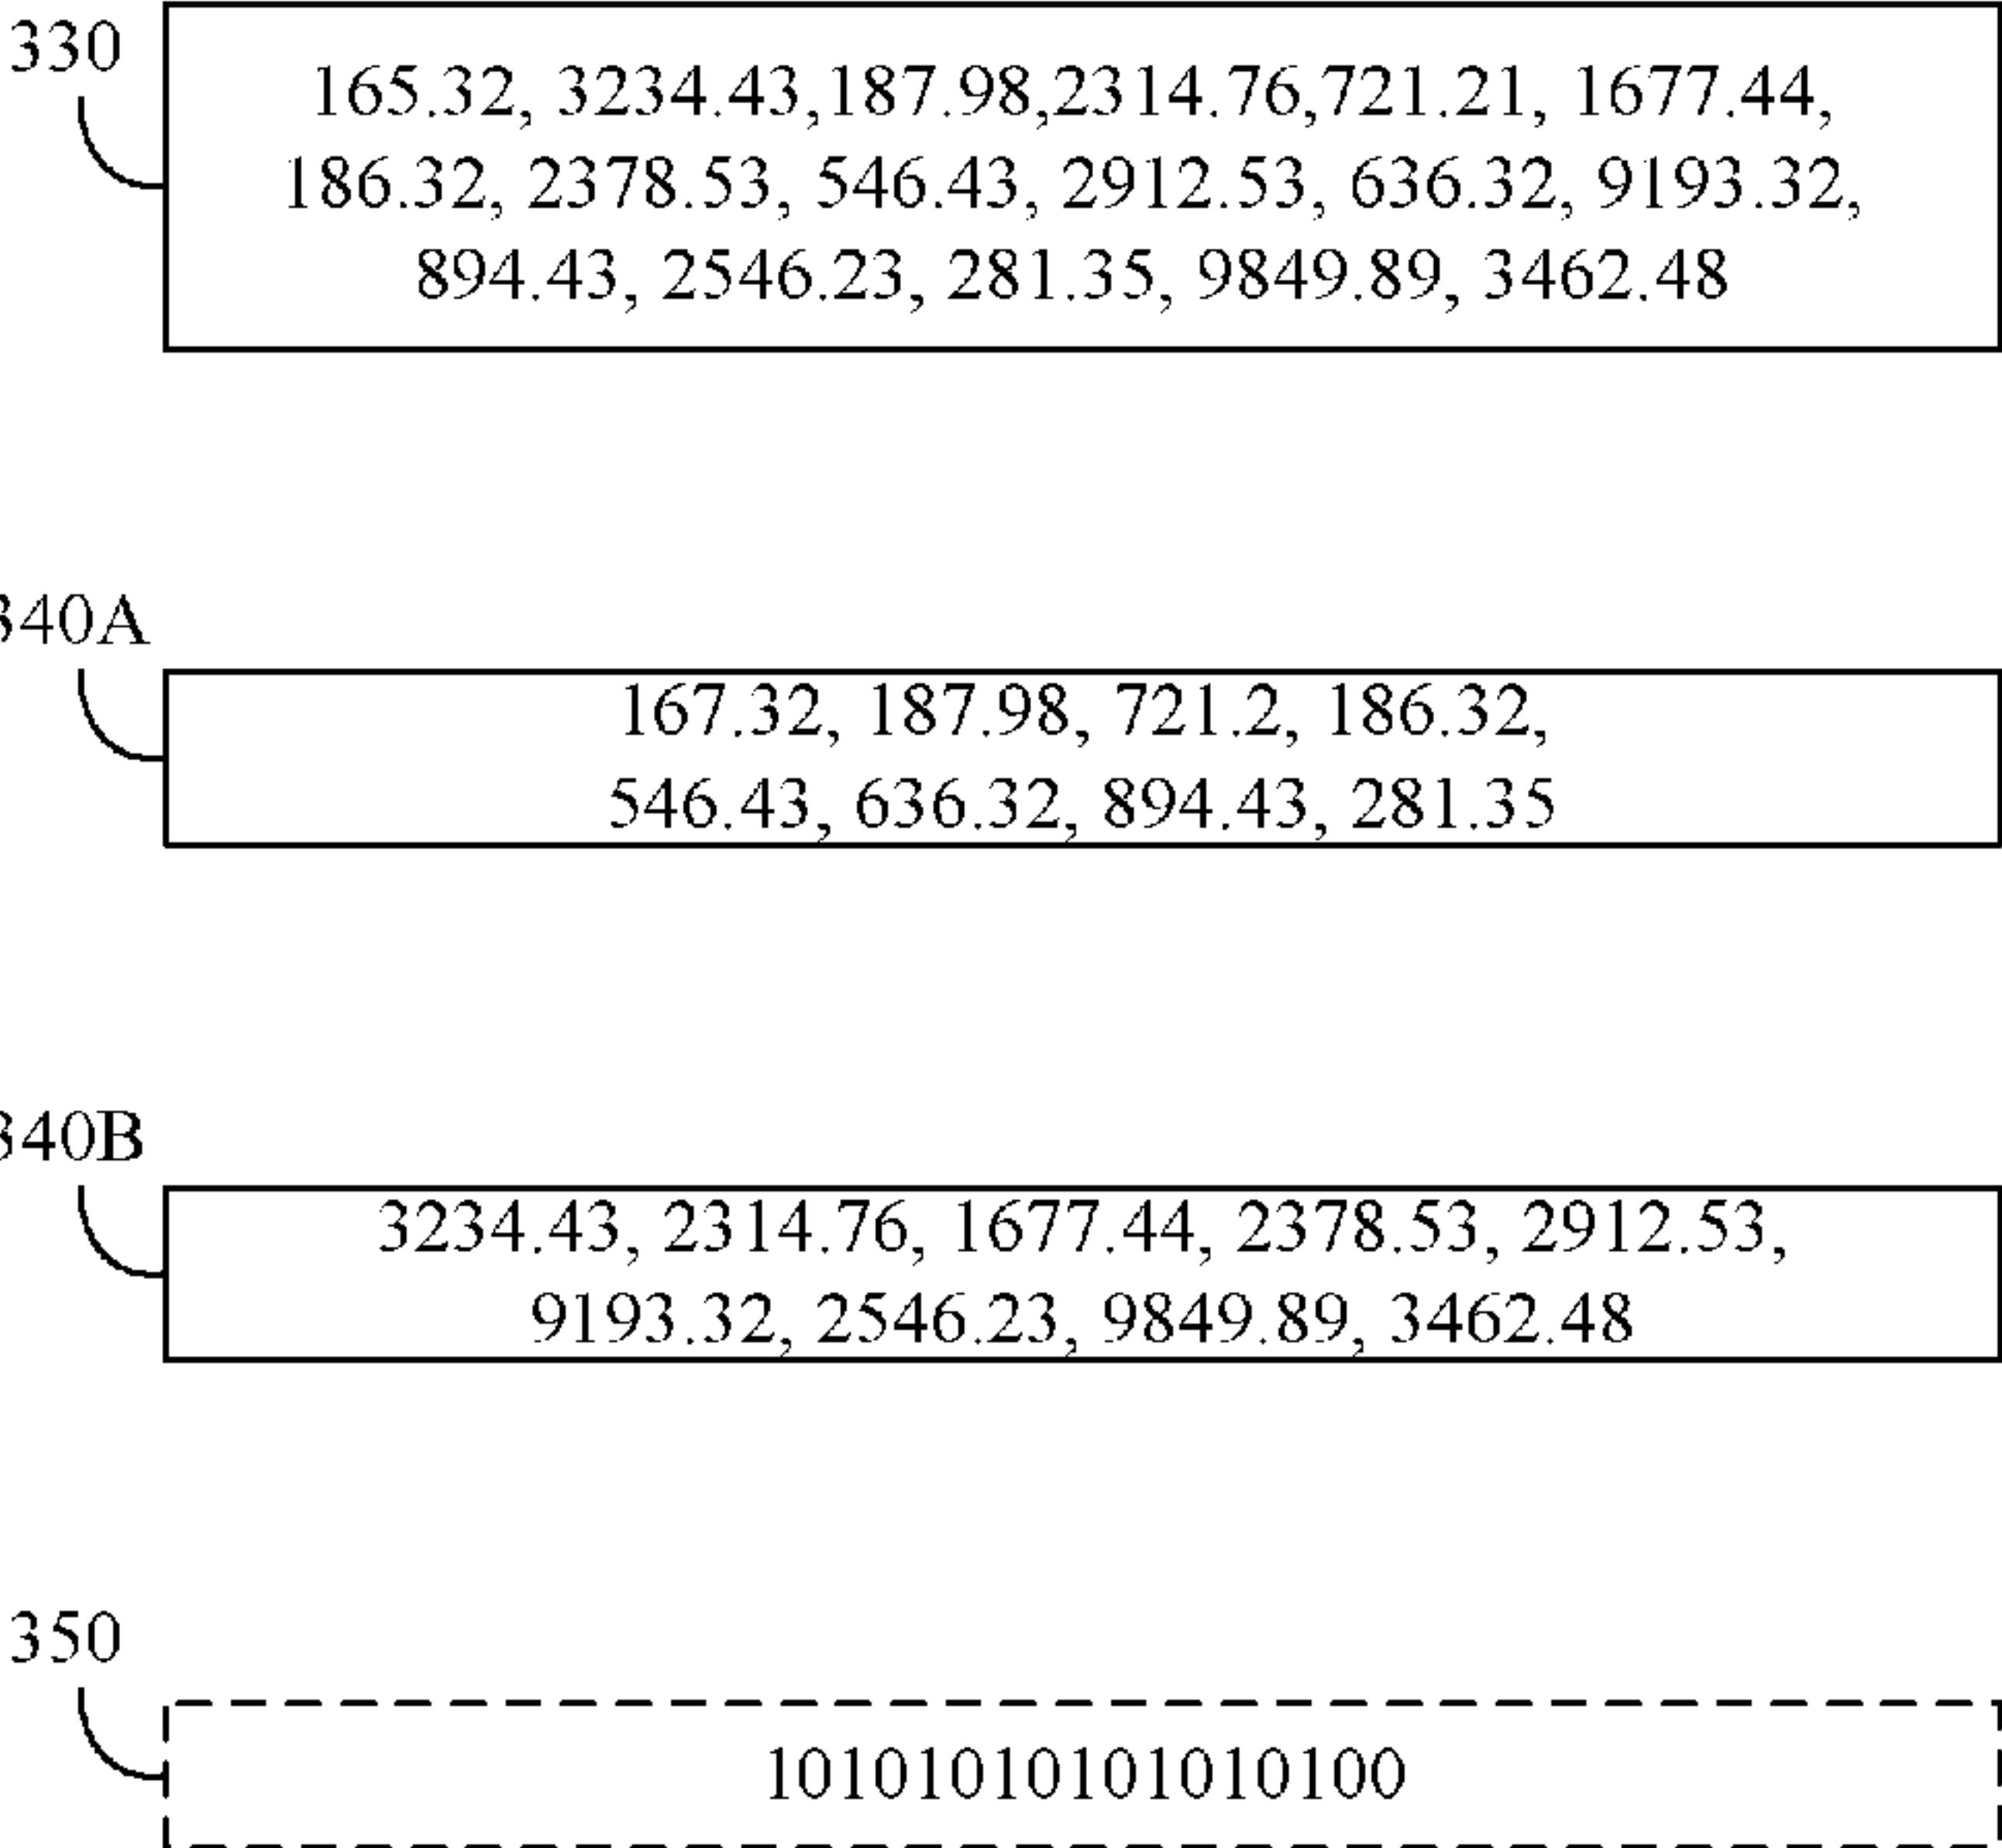 330
165.32, 3234.43,187.98,2314.76,721.21, 1677.44,
186.32, 2378.53, 546.43, 2912.53, 636.32, 9193.32,
894.43, 2546.23, 281.35, 9849.89, 3462.48
340A
167.32, 187.98, 721.2, 186.32,
546.43, 636.32, 894.43, 281.35
340B
3234.43, 2314.76, 1677.44, 2378.53, 2912.53,
9193.32, 2546.23, 9849.89, 3462.48
350
10101010101010100